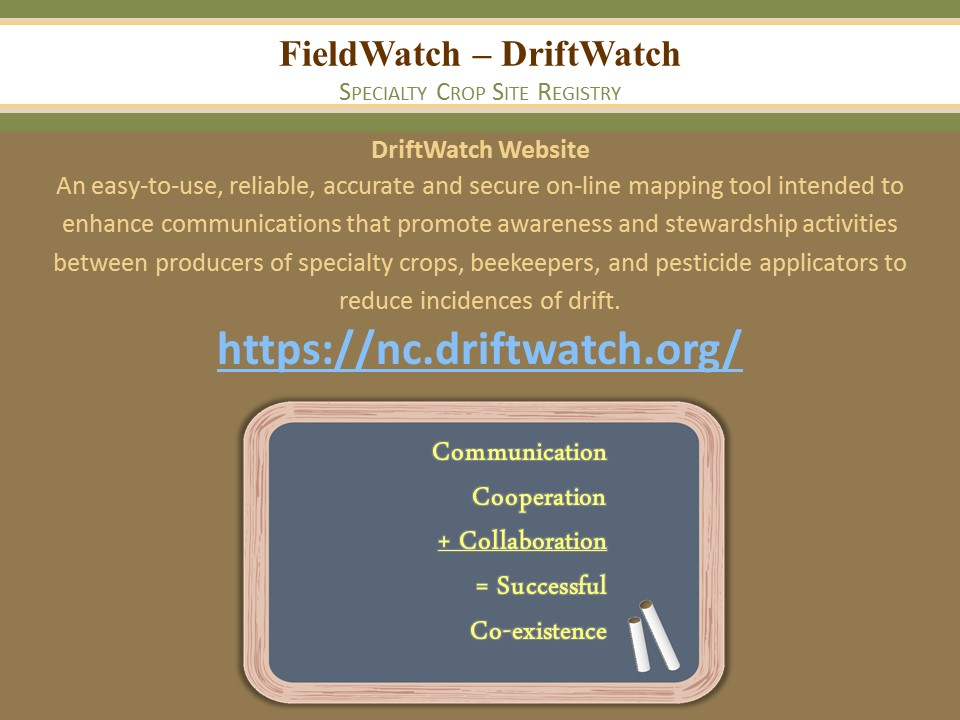 FieldWatch – DriftWatch
Specialty Crop Site Registry
DriftWatch Website
An easy-to-use, reliable, accurate and secure on-line mapping tool intended to
enhance communications that promote awareness and stewardship activities
between producers of specialty crops, beekeepers, and pesticide applicators to
reduce incidences of drift.
https://nc.driftwatch.org/
Communication
Cooperation
+ Collaboration
= Successful
Co-existence